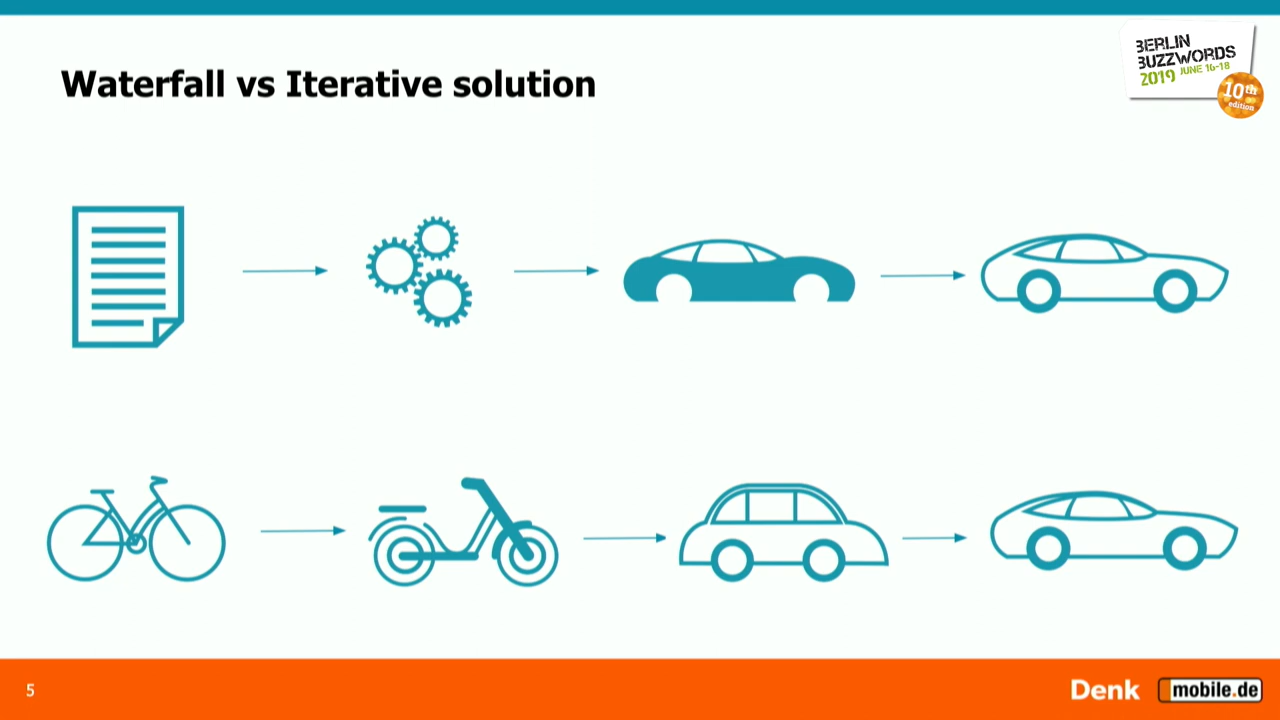 Waterfall vs Iterative solution
BERLIN
BUZZWORDS
2019 JUNE 16-18
10th
edition
5
Denk
mobile.de